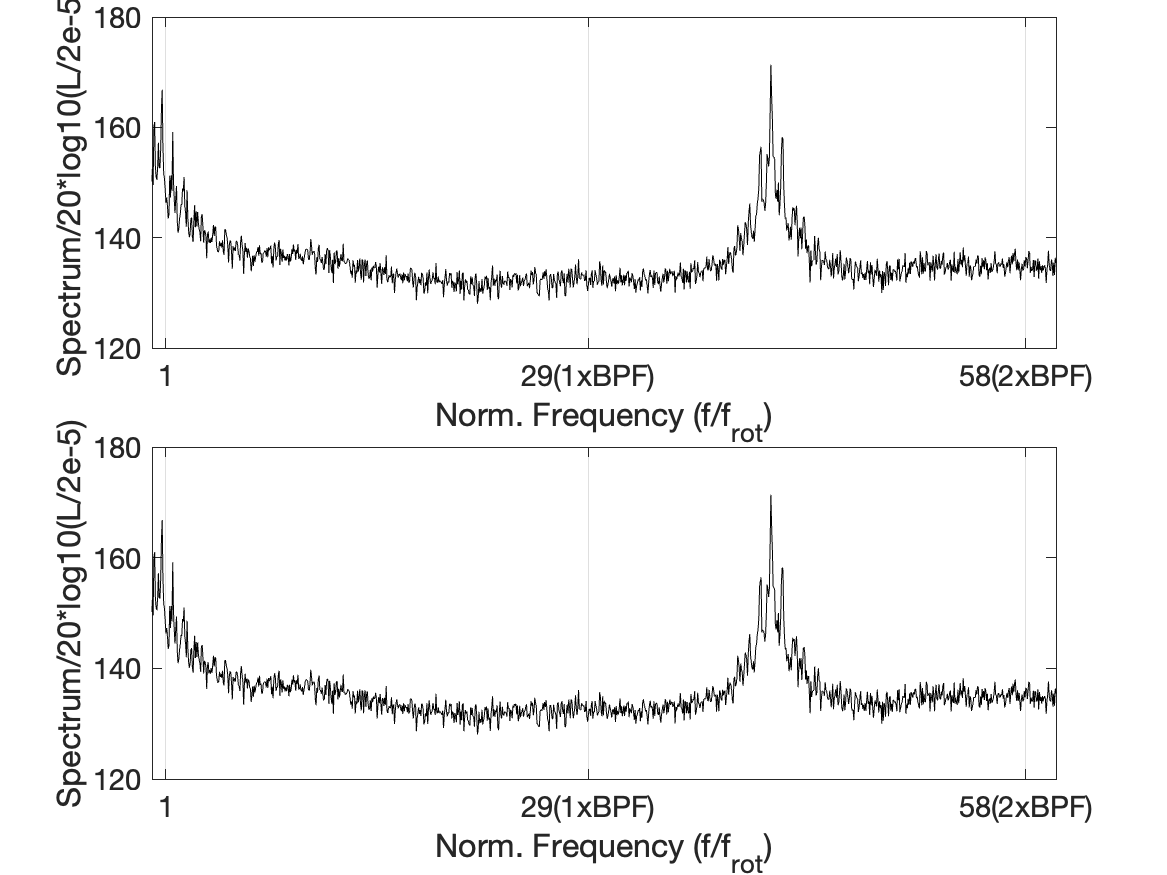 180
160
140
120
Spectrum/20*log10(L/2e-5
1
29(1xBPF)
58(2xBPF)
Norm. Frequency (f/frot)
180
160
140
120
Spectrum/20*log10(L/2e-5)
1
29(1xBPF)
58(2xBPF)
Norm. Frequency (f/frot)